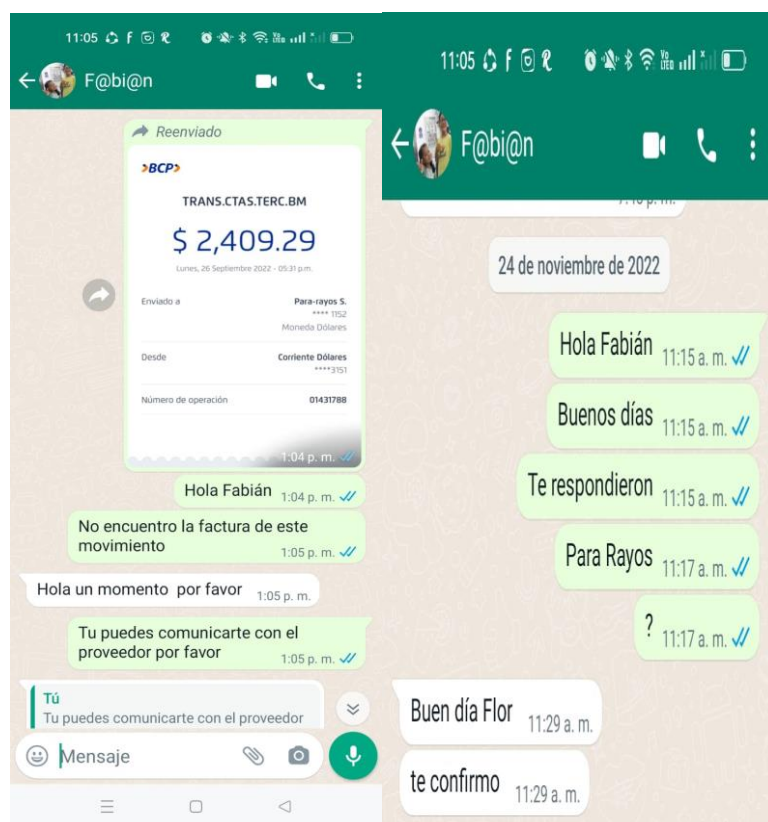 11:05
F@bi@n
Reenviado
>BCP>
TRANS.CTAS.TERC.BM
$ 2,409.29
Lunes, 26 Septiembre 2022 - 05:31 p.m.
Enviado a Para-rayos S.
**** 1152
Moneda Dólares
Desde Corriente Dólares
****3151
Número de operación 01431788
1:04 p. m.
Hola Fabián 1:04 p. m.
No encuentro la factura de este
movimiento 1:05 p. m.
Hola un momento por favor 1:05 p. m.
Tu puedes comunicarte con el
proveedor por favor 1:05 p. m.
Tú
Tu puedes comunicarte con el proveedor
Mensaje
11:05
F@bi@n
24 de noviembre de 2022
Hola Fabián 11:15 a. m.
Buenos días 11:15 a. m.
Te respondieron 11:15 a. m.
Para Rayos 11:17 a. m.
? 11:17 a. m.
Buen día Flor 11:29 a. m.
te confirmo 11:29 a. m.